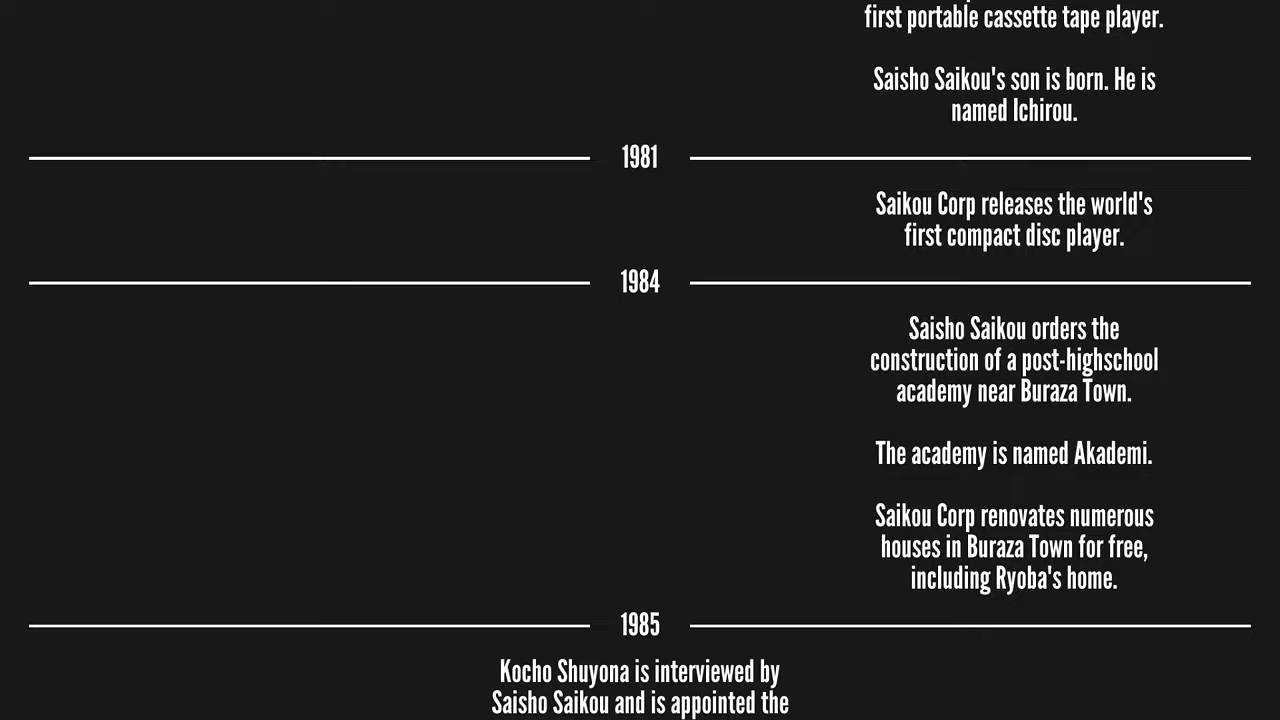 first portable cassette tape player.
Saisho Saikou's son is born. He is
named Ichirou.
1981
Saikou Corp releases the world's
first compact disc player.
1984
Saisho Saikou orders the
construction of a post-highschool
academy near Buraza Town.
The academy is named Akademi.
Saikou Corp renovates numerous
houses in Buraza Town for free,
including Ryoba's home.
1985
Kocho Shuyona is interviewed by
Saisho Saikou and is appointed the